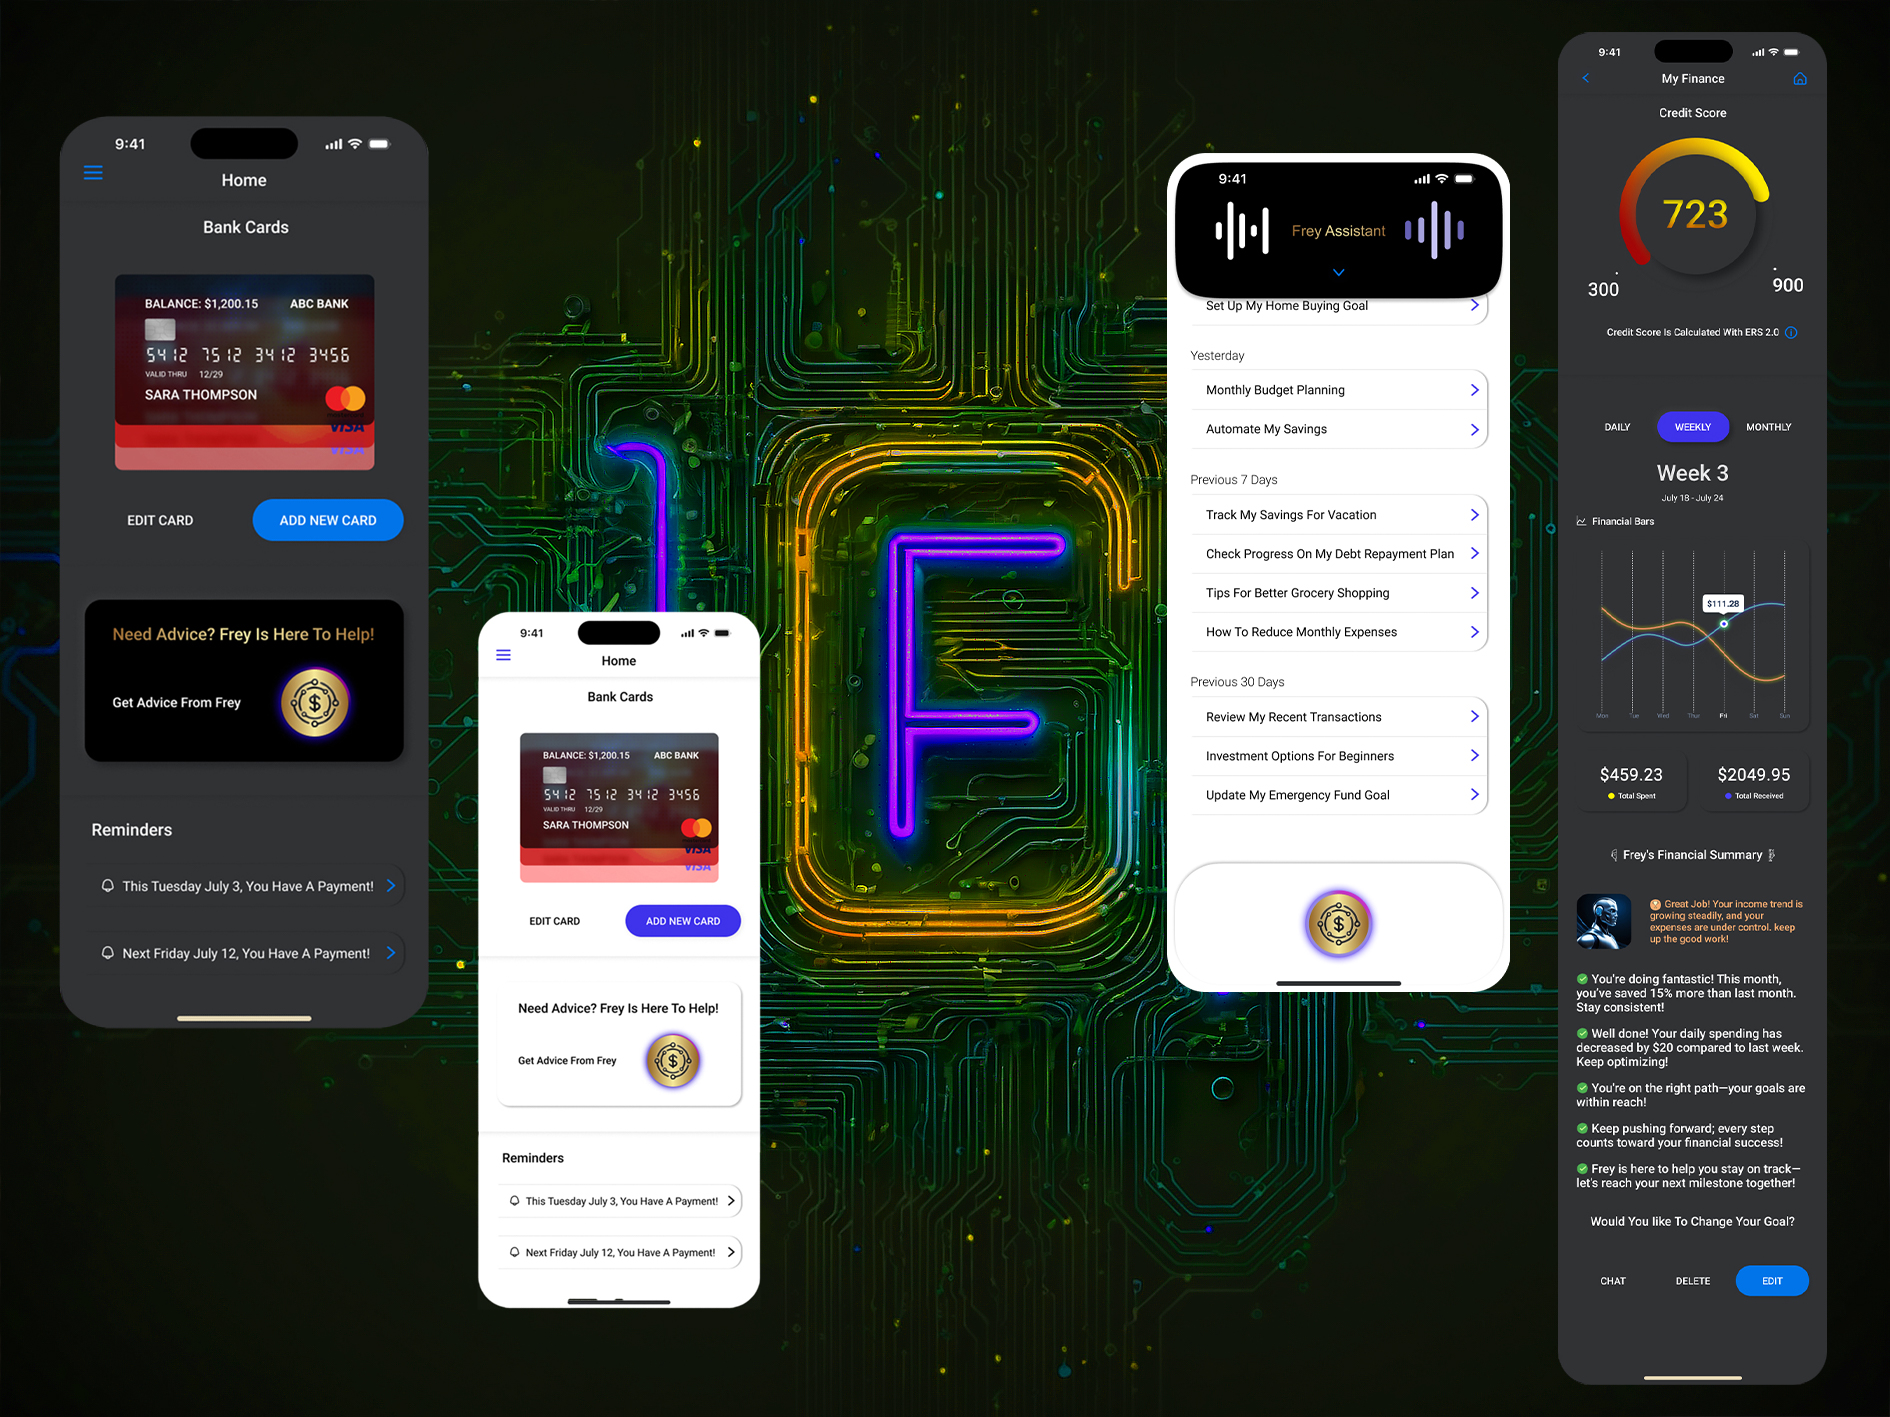 9:41
Home
Bank Cards
BALANCE: $1,200.15 ABC BANK
5412 7512 3412 3456
VALID THRU 12/29
SARA THOMPSON
VISA
VISA
EDIT CARD ADD NEW CARD
Need Advice? Frey Is Here To Help!
Get Advice From Frey
$
Reminders
This Tuesday July 3, You Have A Payment!
Next Friday July 12, You Have A Payment!
9:41
Home
Bank Cards
BALANCE: $1,200.15 ABC BANK
5412 7512 3412 3456
VALID THRU 12/29
SARA THOMPSON
VISA
VISA
EDIT CARD ADD NEW CARD
Need Advice? Frey Is Here To Help!
Get Advice From Frey
$
Reminders
This Tuesday July 3, You Have A Payment!
Next Friday July 12, You Have A Payment!
F
9:41
Frey Assistant
Set Up My Home Buying Goal
Yesterday
Monthly Budget Planning
Automate My Savings
Previous 7 Days
Track My Savings For Vacation
Check Progress On My Debt Repayment Plan
Tips For Better Grocery Shopping
How To Reduce Monthly Expenses
Previous 30 Days
Review My Recent Transactions
Investment Options For Beginners
Update My Emergency Fund Goal
$
9:41
My Finance
Credit Score
723
300 900
Credit Score Is Calculated With ERS 2.0
DAILY WEEKLY MONTHLY
Week 3
July 18 - July 24
Financial Bars
$111.28
Mon Tue Wed Thur Fri Sat Sun
$459.23 $2049.95
Total Spent Total Received
Frey's Financial Summary
Great Job! Your income trend is
growing steadily, and your
expenses are under control. keep
up the good work!
You're doing fantastic! This month,
you've saved 15% more than last month.
Stay consistent!
Well done! Your daily spending has
decreased by $20 compared to last week.
Keep optimizing!
You're on the right path—your goals are
within reach!
Keep pushing forward; every step
counts toward your financial success!
Frey is here to help you stay on track—
let's reach your next milestone together!
Would You like To Change Your Goal?
CHAT DELETE EDIT